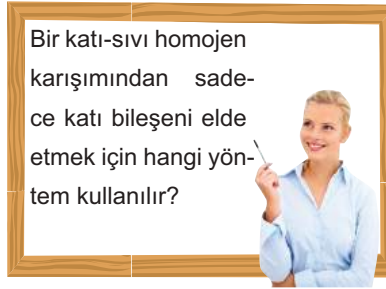 Bir katı-sıvı homojen
karışımından sade-
ce katı bileşeni elde
etmek için hangi yön-
tem kullanılır?